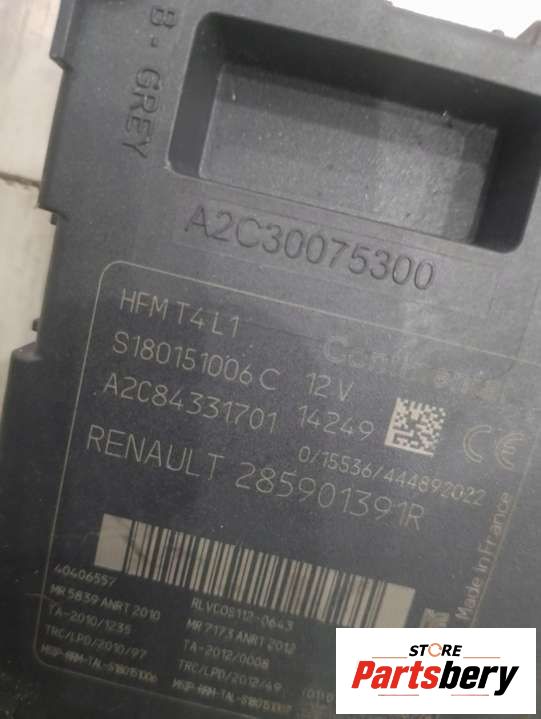 B - GREY
A2C30075300
HFM T4 L1
Continental
S180151006 C 12 V
A2C84331701 14249
0/15536/444892022
RENAULT 285901391R
Made in France
40406557
MR 5839 ANRT 2010
TA-2010/1235
TRC/LPD/2010/97
RLVC08112-0643
MR 7173 ANRT 2012
TA-2012/0008
TRC/LPD/2012/49
STORE
Partsbery